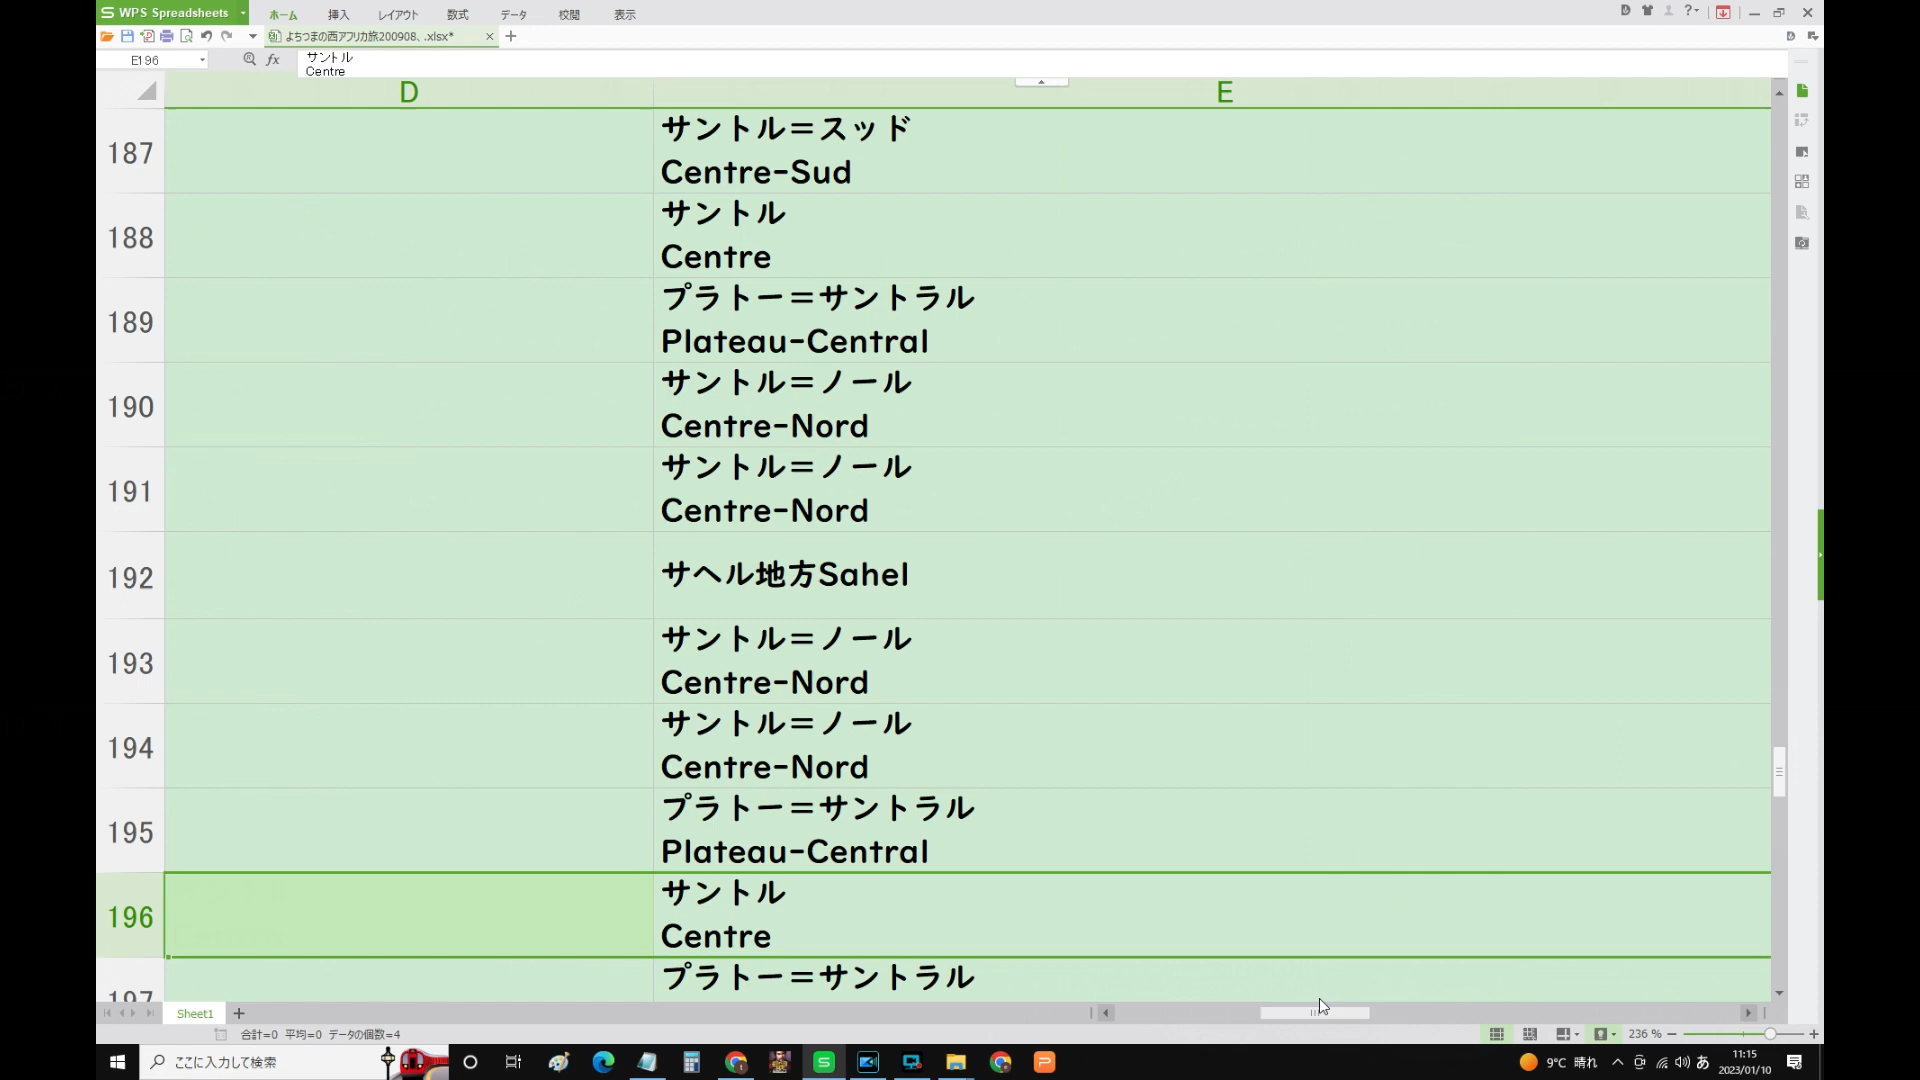 WPS Spreadsheets
ホーム 挿入 レイアウト 数式 データ 校閲 表示
よちつまの西アフリカ旅200908、.xlsx*
E196
fx
サントル
Centre
D E
187
サントル＝スッド
Centre-Sud
188
サントル
Centre
189
プラトー＝サントラル
Plateau-Central
190
サントル＝ノール
Centre-Nord
191
サントル＝ノール
Centre-Nord
192
サヘル地方Sahel
193
サントル＝ノール
Centre-Nord
194
サントル＝ノール
Centre-Nord
195
プラトー＝サントラル
Plateau-Central
196
サントル
Centre
197
プラトー＝サントラル
Sheet1
合計=0 平均=0 データの個数=4
236 %
ここに入力して検索
9°C 晴れ
あ
11:15
2023/01/10